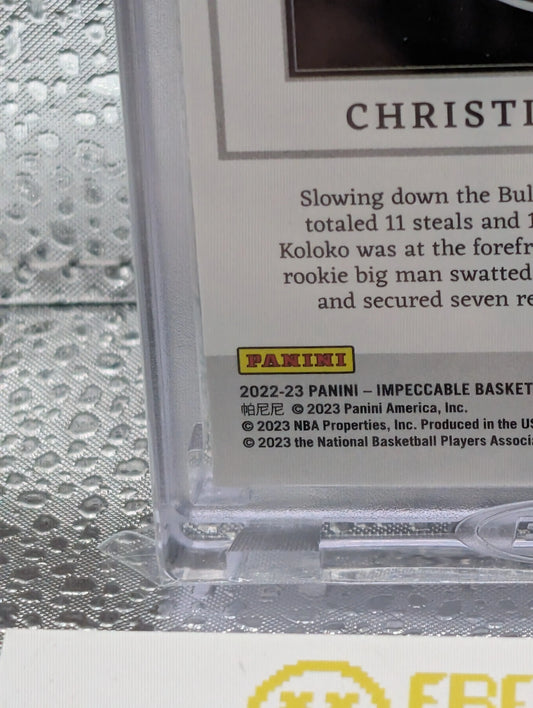 CHRISTI
Slowing down the Bul
totaled 11 steals and 1
Koloko was at the forefr
rookie big man swatted
and secured seven re
PANINI
2022-23 PANINI – IMPECCABLE BASKET
帕尼尼 © 2023 Panini America, Inc.
© 2023 NBA Properties, Inc. Produced in the US
© 2023 the National Basketball Players Associa